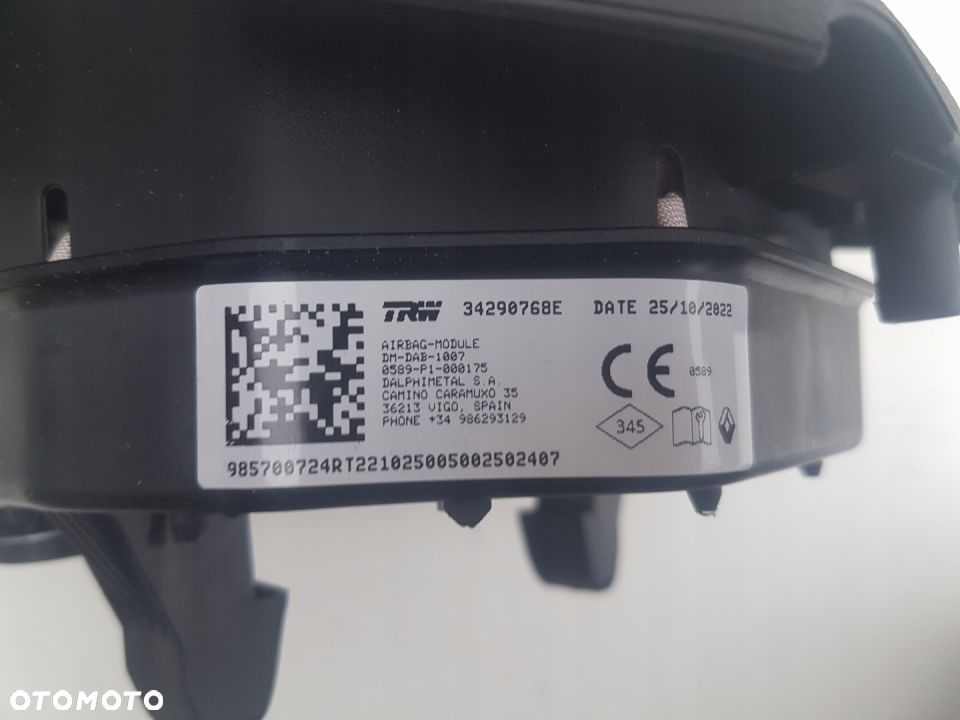 TRW 34290768E DATE 25/10/2022
AIRBAG-MODULE
DM-DAB-1007
0589-P1-000175
DALPHIMETAL S.A.
CAMINO CARAMUXO 35
36213 VIGO, SPAIN
PHONE +34 986293129
CE 0589
345
985700724RT221025005002502407
OTOMOTO